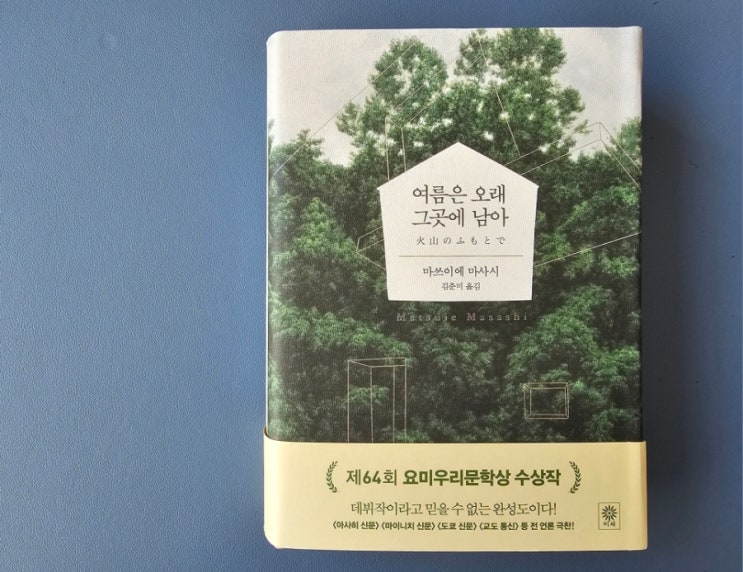 여름은 오래
그곳에 남아
火山のふもとで
마쓰이에 마사시
김춘미 옮김
Matsuie Masashi
제64회 요미우리문학상 수상작
데뷔작이라고 믿을 수 없는 완성도이다!
〈아사히 신문〉 〈마이니치 신문〉 〈도쿄 신문〉 〈교도 통신〉 등 전 언론 극찬!
비채